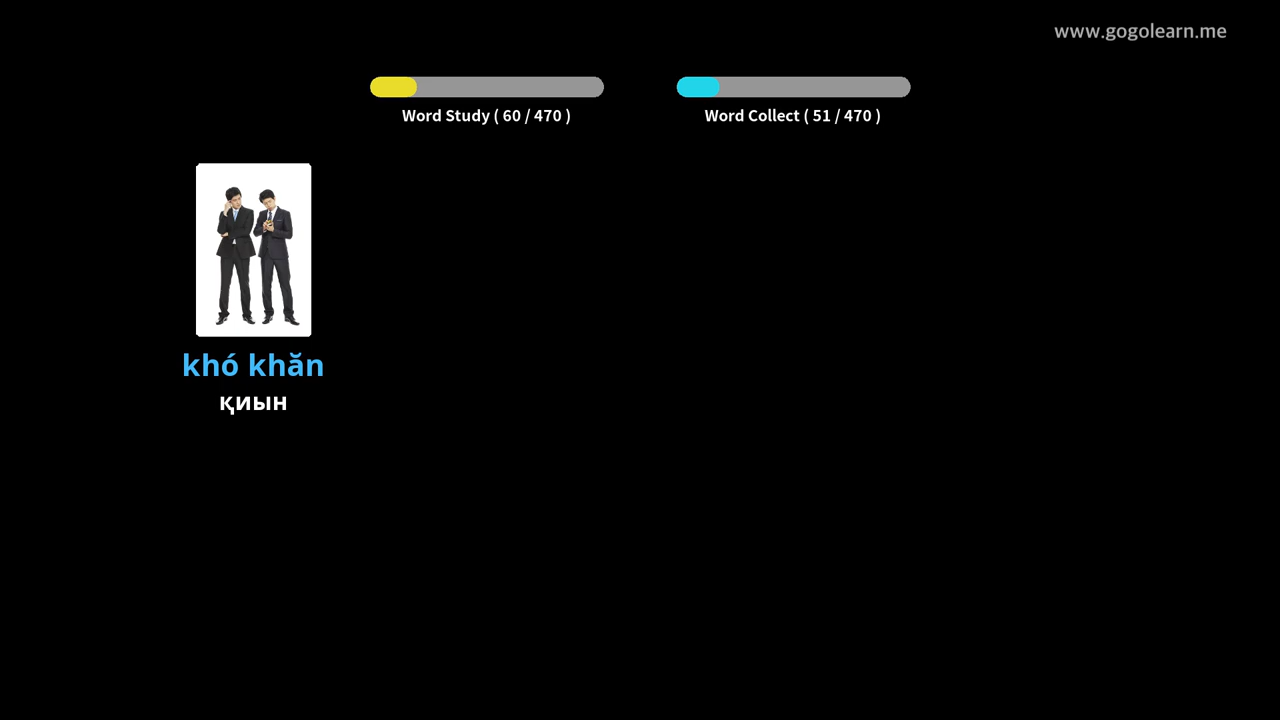 www.gogolearn.me
Word Study ( 60 / 470 )
Word Collect ( 51 / 470 )
khó khăn
қиын